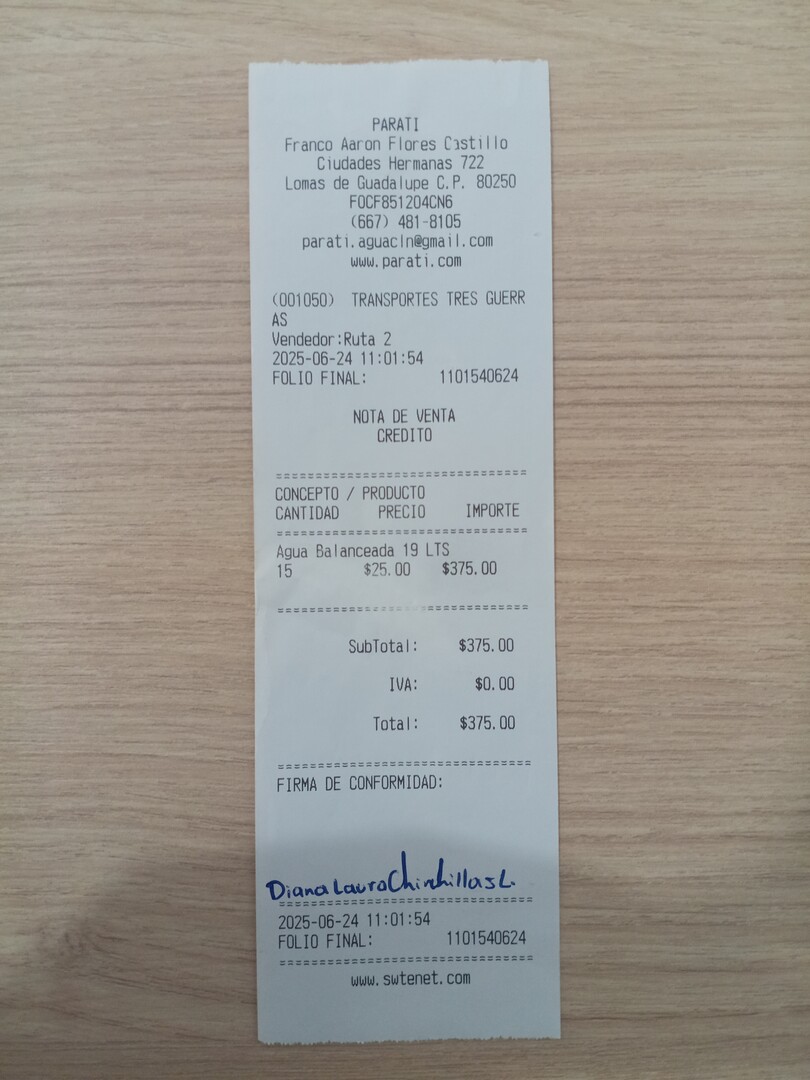 PARATI
Franco Aaron Flores Castillo
Ciudades Hermanas 722
Lomas de Guadalupe C.P. 80250
FOCF851204CN6
(667) 481-8105
parati.aguacln@gmail.com
www.parati.com
(001050) TRANSPORTES TRES GUERR
AS
Vendedor:Ruta 2
2025-06-24 11:01:54
FOLIO FINAL: 1101540624
NOTA DE VENTA
CREDITO
================================
CONCEPTO / PRODUCTO
CANTIDAD PRECIO IMPORTE
================================
Agua Balanceada 19 LTS
15 $25.00 $375.00
================================
SubTotal: $375.00
IVA: $0.00
Total: $375.00
================================
FIRMA DE CONFORMIDAD:
Diana Laura Chinchillas L.
================================
2025-06-24 11:01:54
FOLIO FINAL: 1101540624
================================
www.swtenet.com